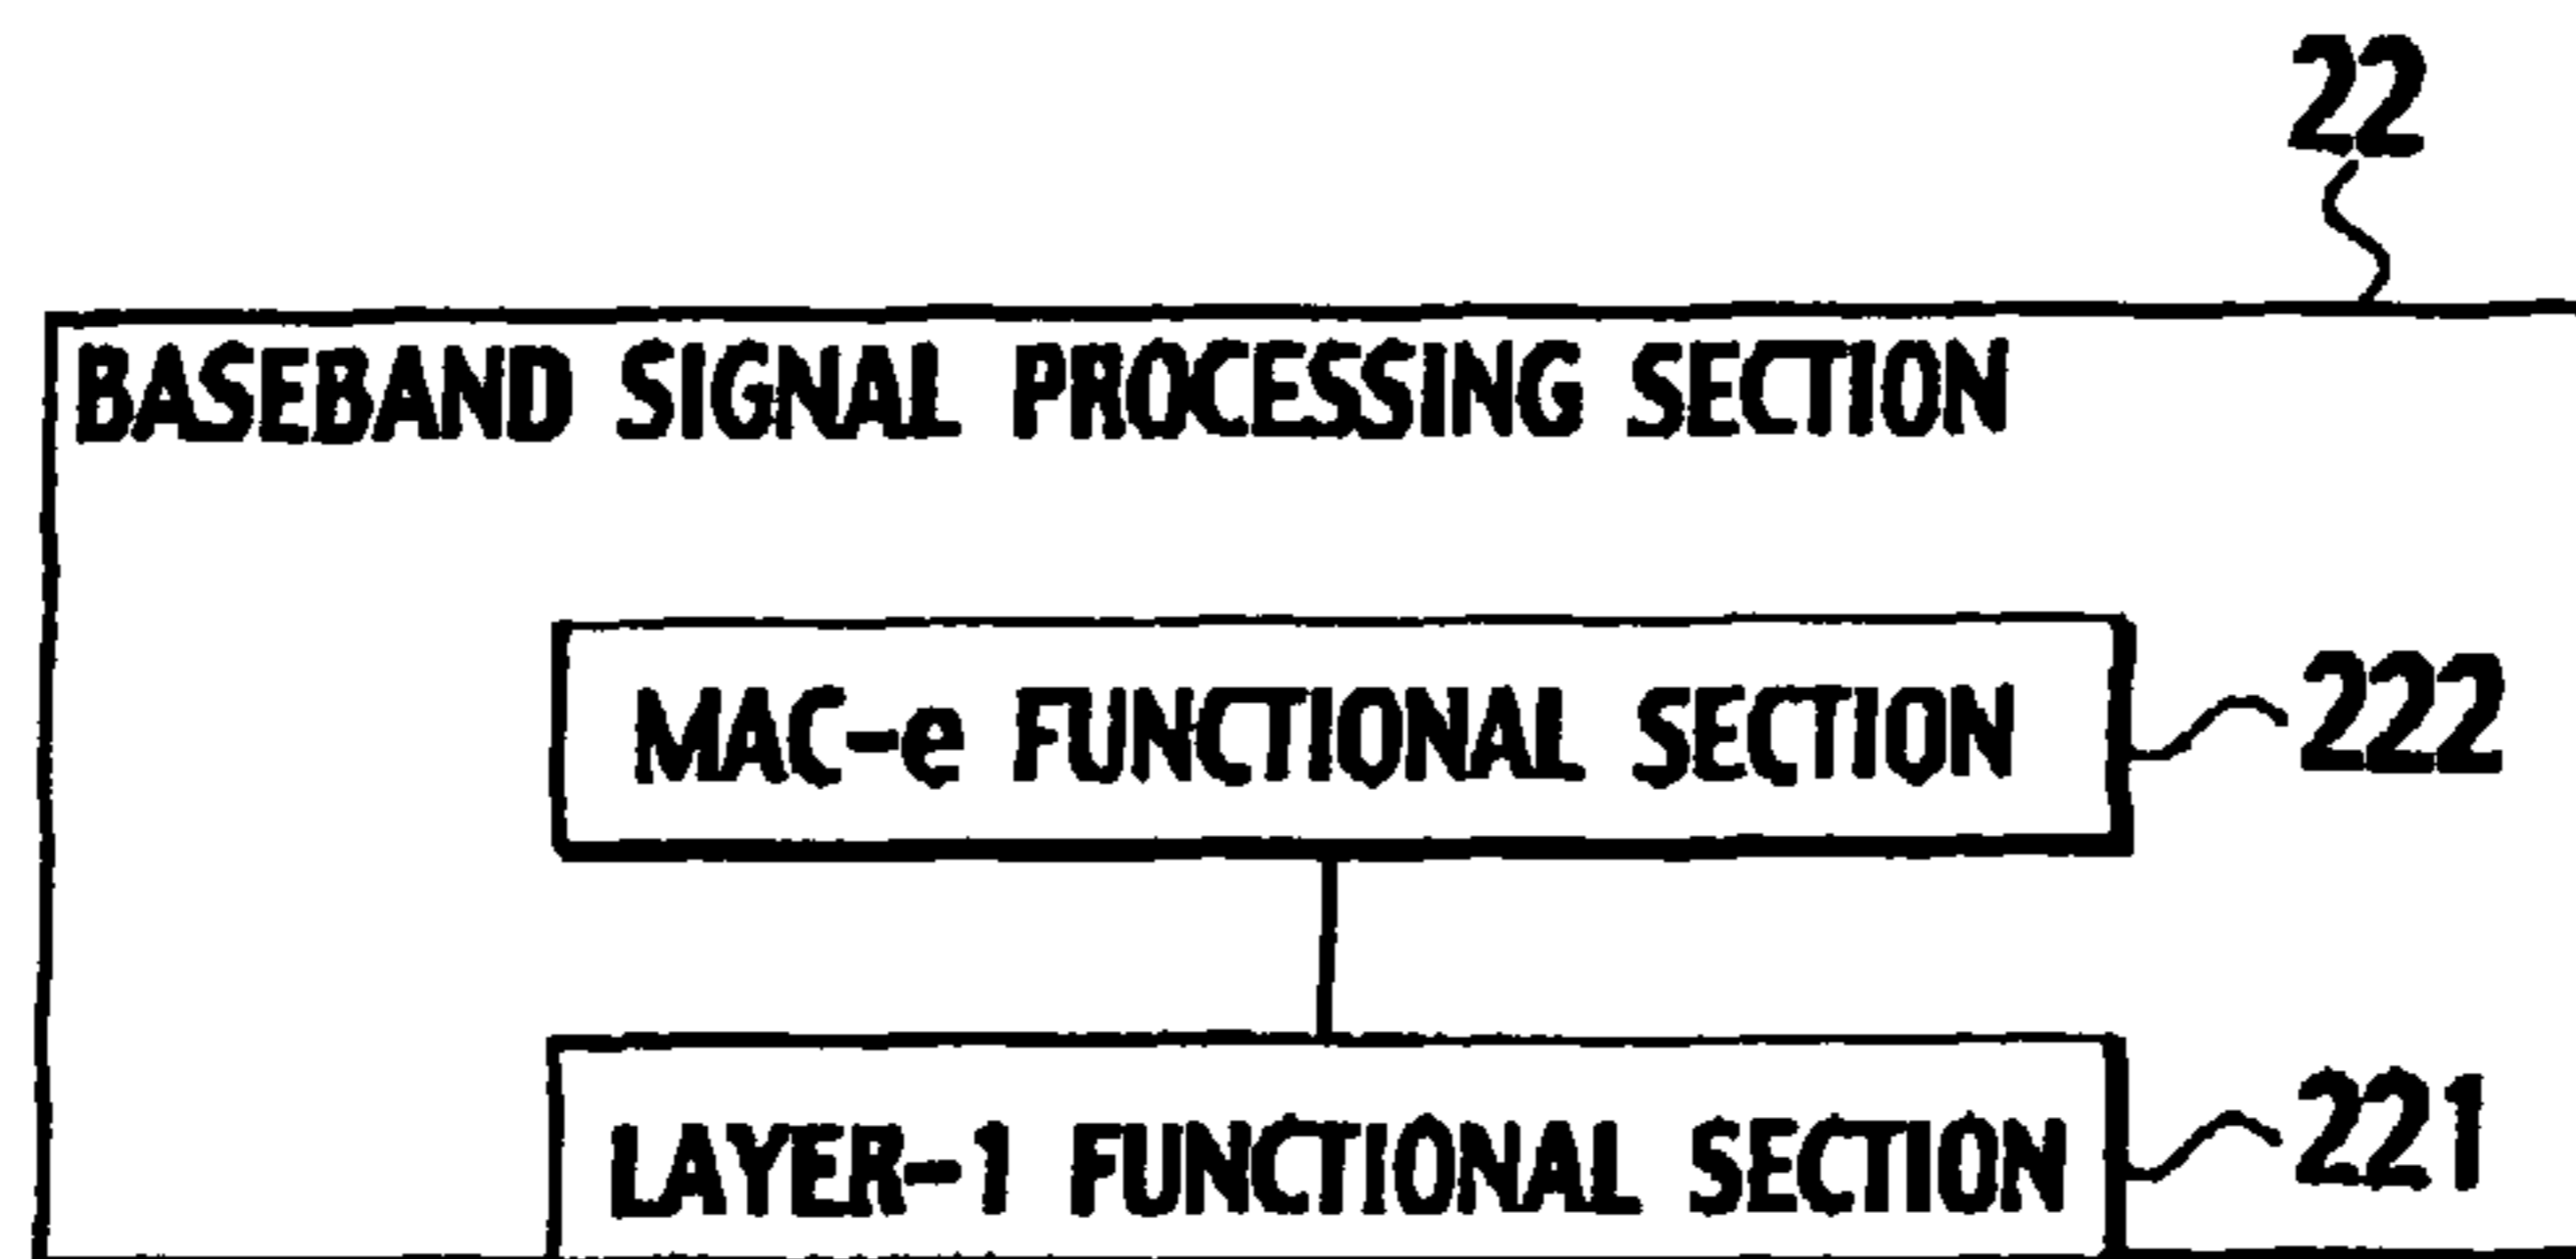 22
BASEBAND SIGNAL PROCESSING SECTION
MAC-e FUNCTIONAL SECTION
222
LAYER-1 FUNCTIONAL SECTION
221